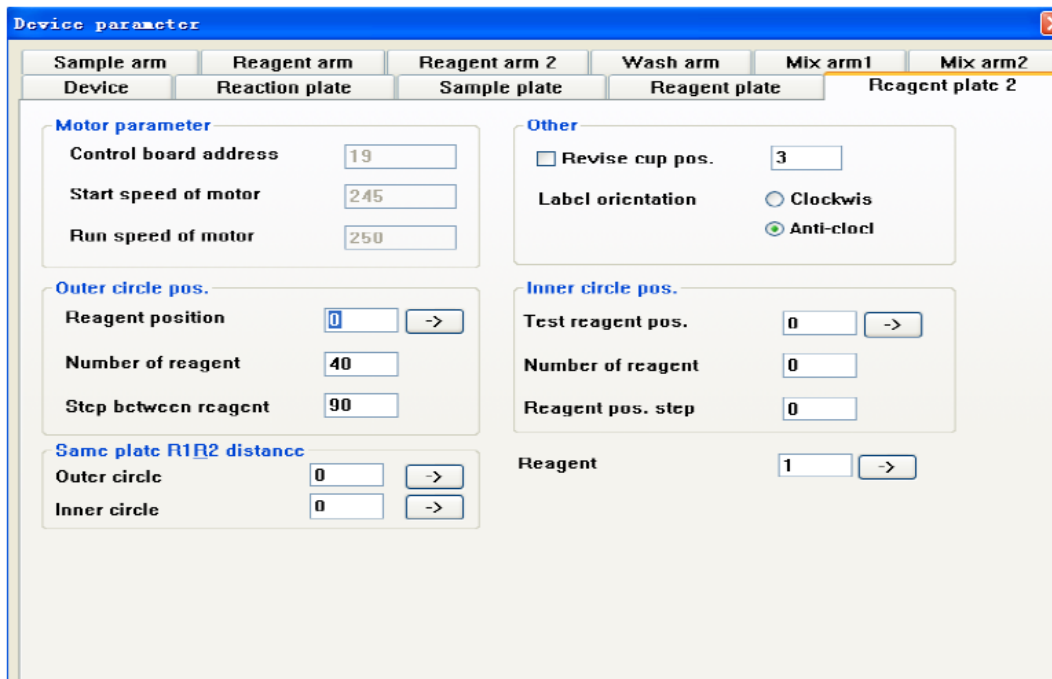 Device parameter
Sample arm Reagent arm Reagent arm 2 Wash arm Mix arm1 Mix arm2
Device Reaction plate Sample plate Reagent plate Reagent plate 2
Motor parameter
Control board address 19
Start speed of motor 245
Run speed of motor 250
Other
Revise cup pos. 3
Label orientation Clockwis
Anti-clocl
Outer circle pos.
Reagent position 0 ->
Number of reagent 40
Step between reagent 90
Inner circle pos.
Test reagent pos. 0 ->
Number of reagent 0
Reagent pos. step 0
Same plate R1R2 distance
Outer circle 0 ->
Inner circle 0 ->
Reagent 1 ->